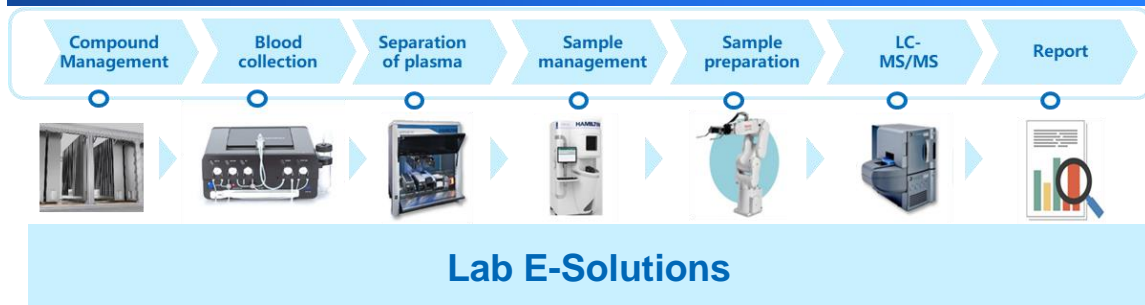 Compound
Management
Blood
collection
Separation
of plasma
Sample
management
Sample
preparation
LC-
MS/MS
Report
HAMILTON
Lab E-Solutions